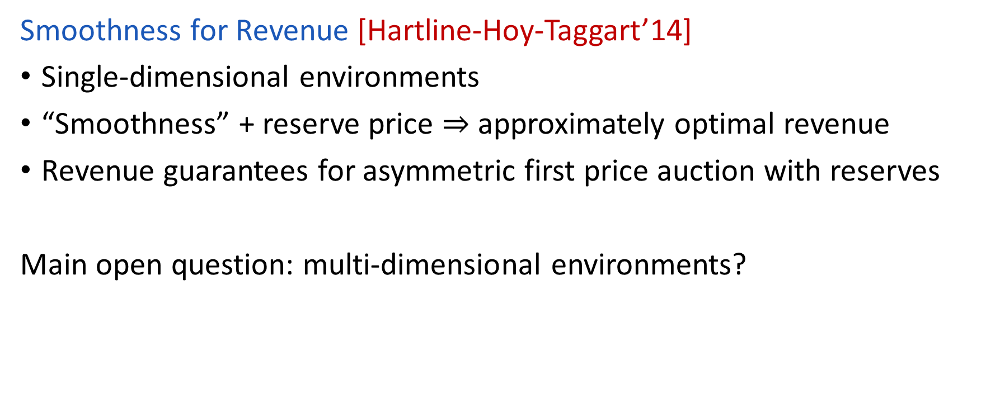 Smoothness for Revenue [Hartline-Hoy-Taggart’14]
• Single-dimensional environments
• “Smoothness” + reserve price ⇒ approximately optimal revenue
• Revenue guarantees for asymmetric first price auction with reserves
Main open question: multi-dimensional environments?